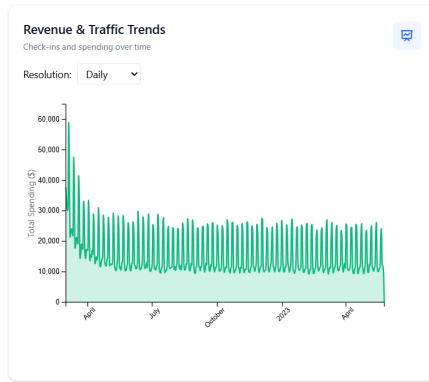 Revenue & Traffic Trends
Check-ins and spending over time
Resolution: Daily
Total Spending ($)
60,000
50,000
40,000
30,000
20,000
10,000
0
April
July
October
2023
April